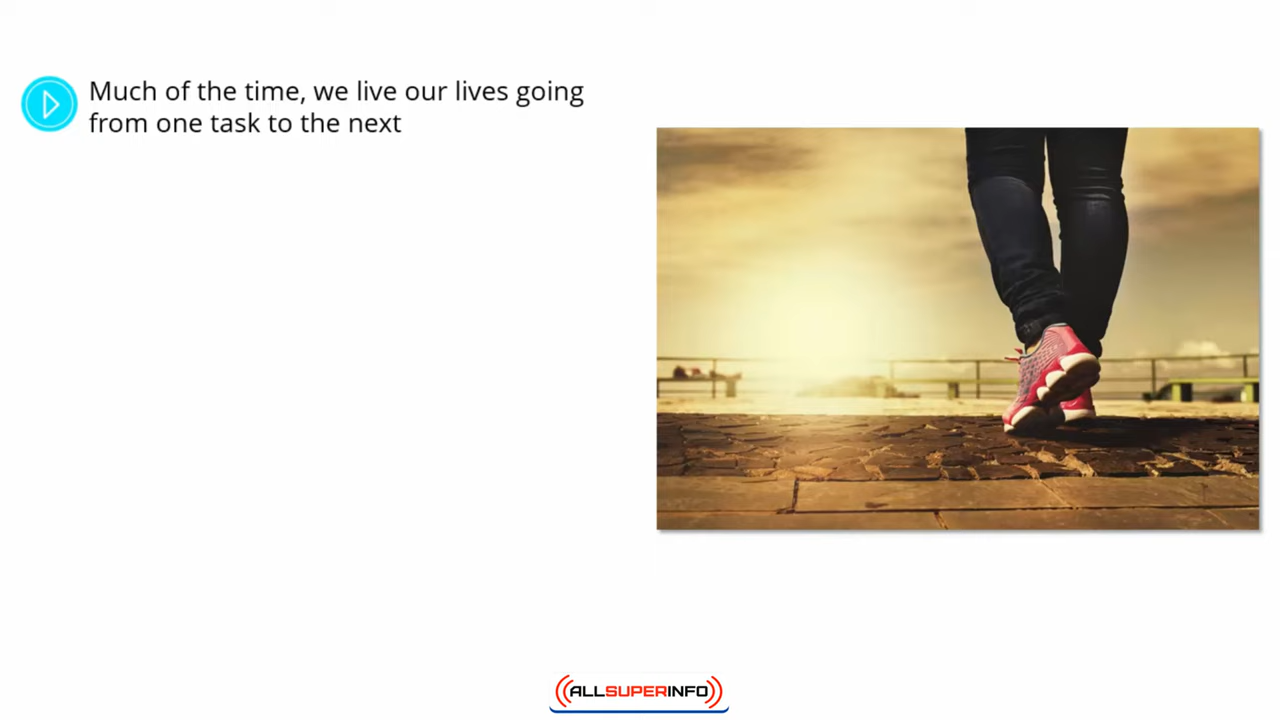 Much of the time, we live our lives going
from one task to the next
ALLSUPERINFO